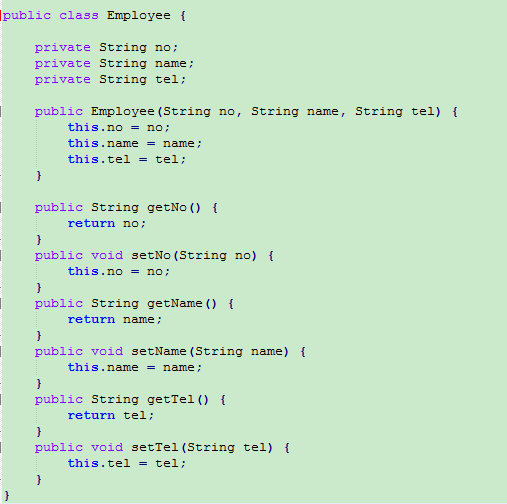 public class Employee {
private String no;
private String name;
private String tel;
public Employee(String no, String name, String tel) {
this.no = no;
this.name = name;
this.tel = tel;
}
public String getNo() {
return no;
}
public void setNo(String no) {
this.no = no;
}
public String getName() {
return name;
}
public void setName(String name) {
this.name = name;
}
public String getTel() {
return tel;
}
public void setTel(String tel) {
this.tel = tel;
}
}